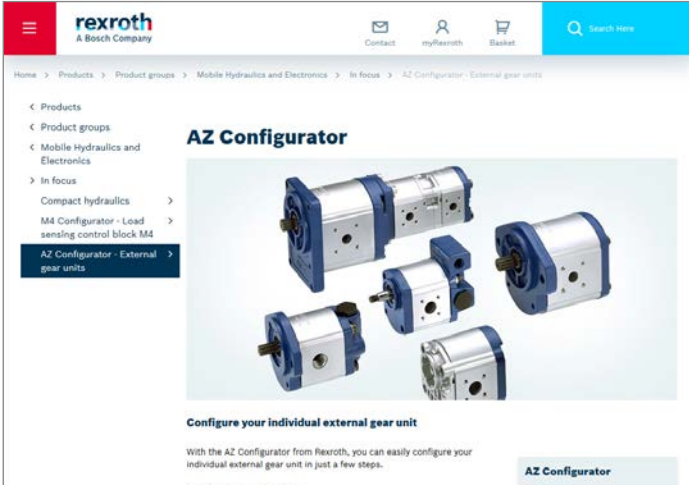 rexroth
A Bosch Company
Contact
myRexroth
Basket
Search Here
Home > Products > Product groups > Mobile Hydraulics and Electronics > In focus > AZ Configurator - External gear units
< Products
< Product groups
< Mobile Hydraulics and
Electronics
> In focus
Compact hydraulics >
M4 Configurator - Load >
sensing control block M4
AZ Configurator - External >
gear units
AZ Configurator
Configure your individual external gear unit
With the AZ Configurator from Rexroth, you can easily configure your
individual external gear unit in just a few steps.
AZ Configurator